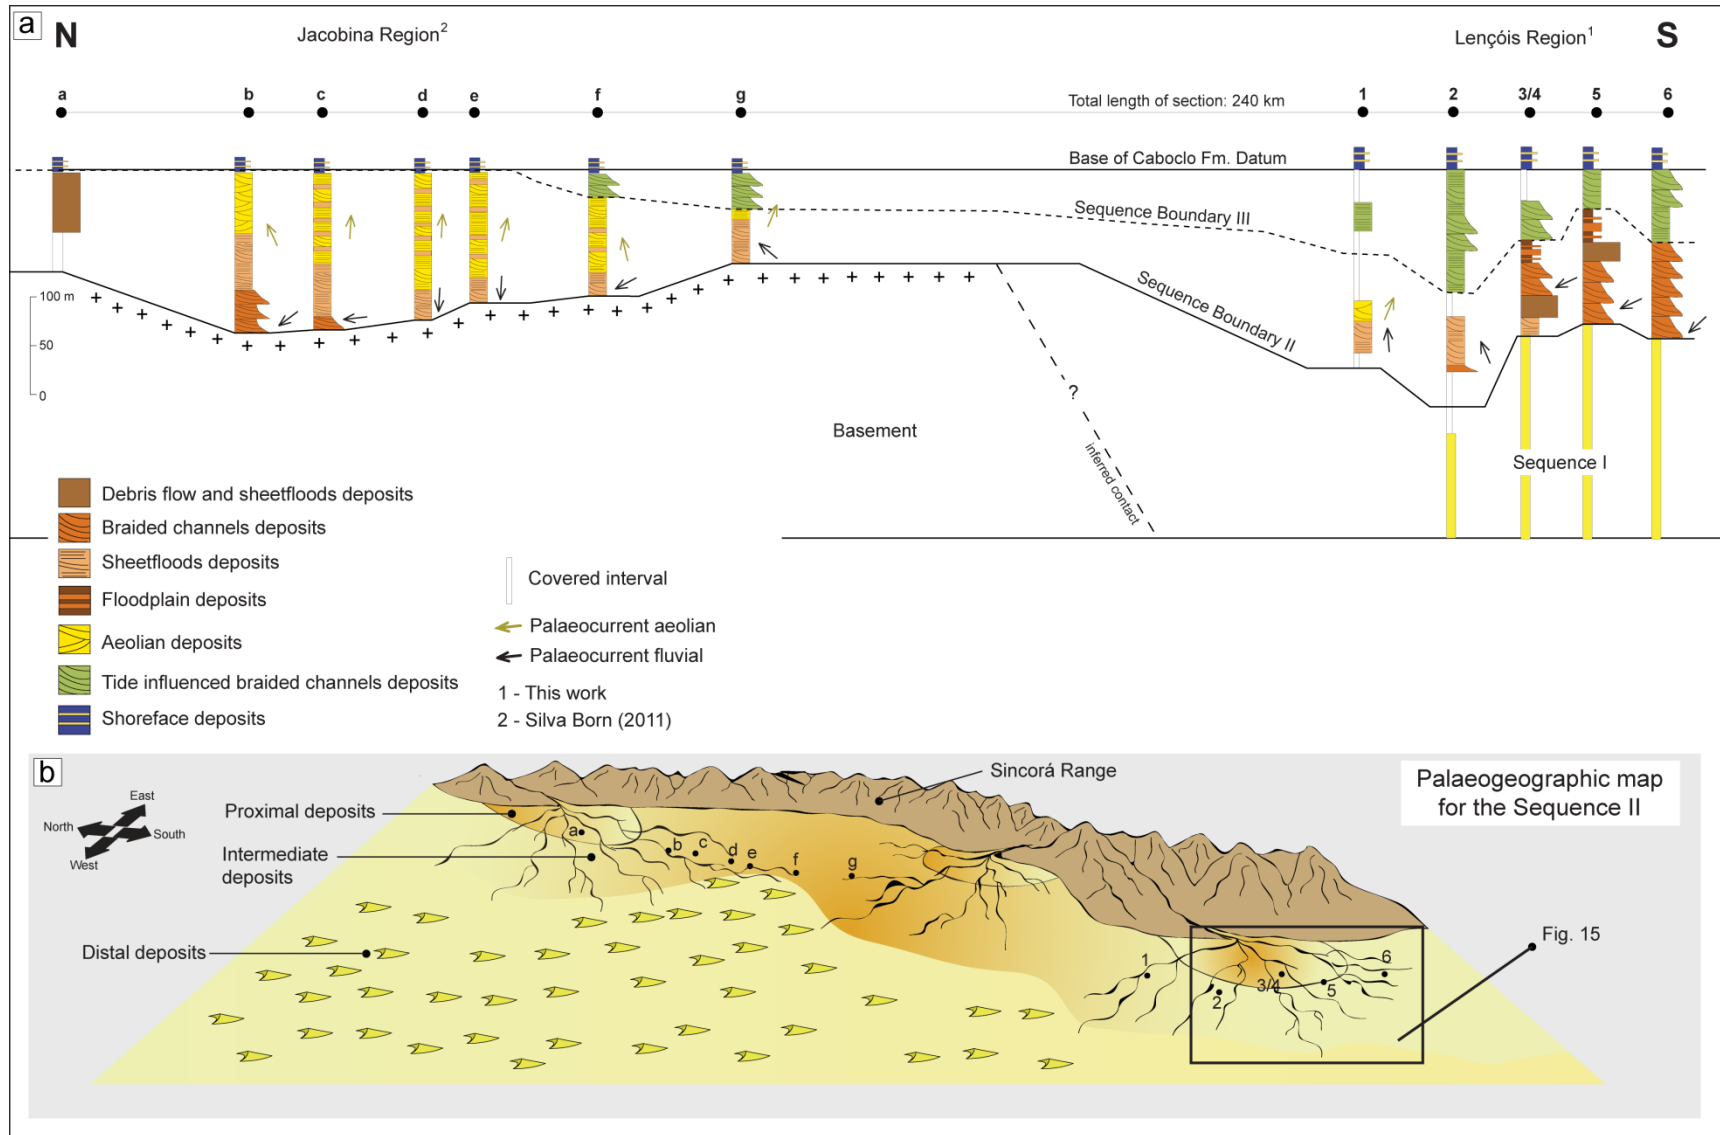 a
N
Jacobina Region2
Lençóis Region1
S
a b c d e f g
Total length of section: 240 km
1 2 3/4 5 6
Base of Caboclo Fm. Datum
Sequence Boundary III
Sequence Boundary II
100 m
50
0
?
Basement
inferred contact
Sequence I
Debris flow and sheetfloods deposits
Braided channels deposits
Sheetfloods deposits
Floodplain deposits
Aeolian deposits
Tide influenced braided channels deposits
Shoreface deposits
Covered interval
Palaeocurrent aeolian
Palaeocurrent fluvial
1 - This work
2 - Silva Born (2011)
b
East
North
South
West
Proximal deposits
Intermediate
deposits
Distal deposits
Sincorá Range
Palaeogeographic map
for the Sequence II
a
b
c
d
e
f
g
1
2
3/4
5
6
Fig. 15